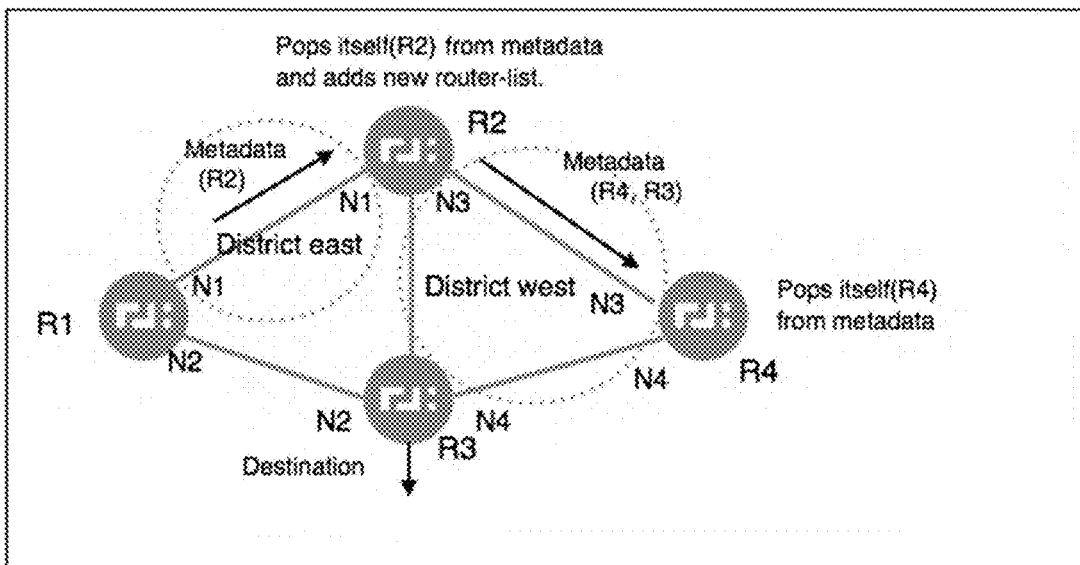 Pops itself(R2) from metadata
and adds new router-list.
R2
Metadata
(R2)
Metadata
(R4, R3)
N1
N3
District east
N1
District west
N3
Pops itself(R4)
from metadata
R1
N2
R4
N4
N2
N4
R3
Destination